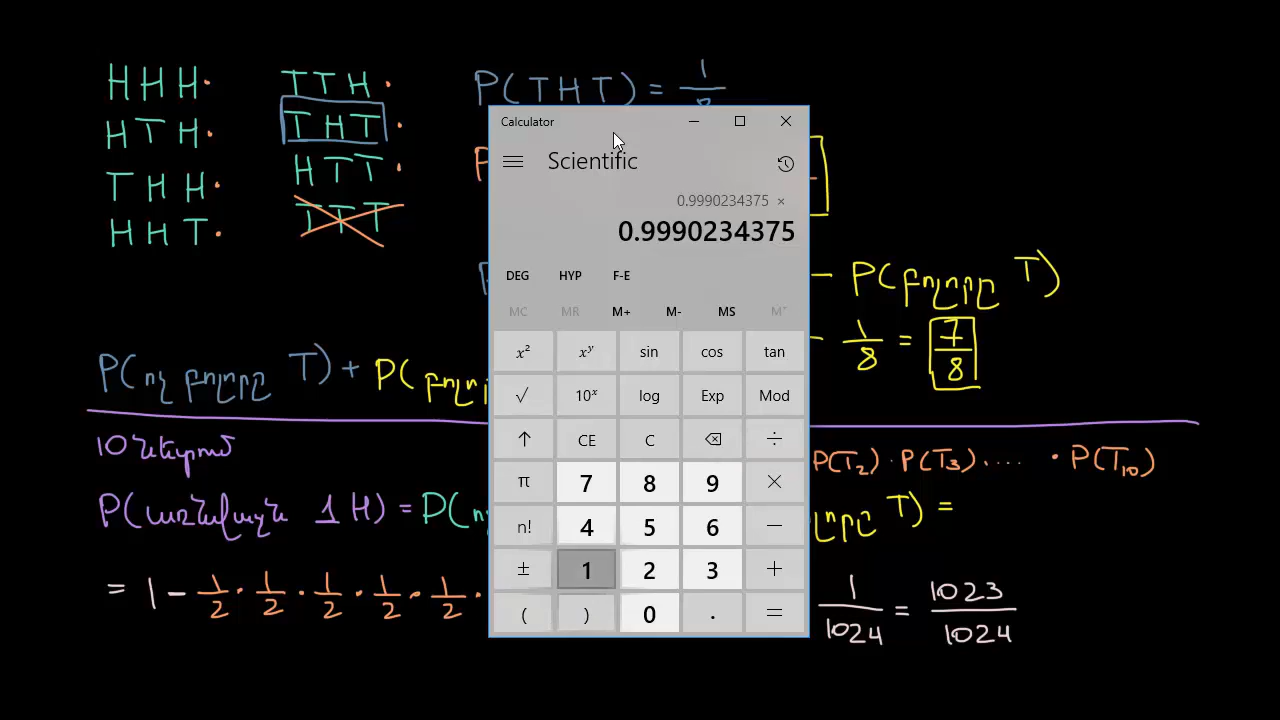 HHH. TTH. P(THT) = 1/8
HTH. THT.
THH. HTT.
HHT. TTT
Calculator
Scientific
0.9990234375 ×
0.9990234375
DEG HYP F-E
MC MR M+ M- MS M˅
x² xʸ sin cos tan
√ 10ˣ log Exp Mod
↑ CE C ⌫ ÷
π 7 8 9 ×
n! 4 5 6 −
± 1 2 3 +
( ) 0 . =
− P(բոլորը T)
− 1/8 = 7/8
P(ոչ բոլորը T) + P(
10 նետում
P(T₂) · P(T₃) .... · P(T₁₀)
P(առնվազն 1 H) = P(ո
T) =
= 1 - 1/2 · 1/2 · 1/2 · 1/2 · 1/2 ·
1/1024 = 1023/1024